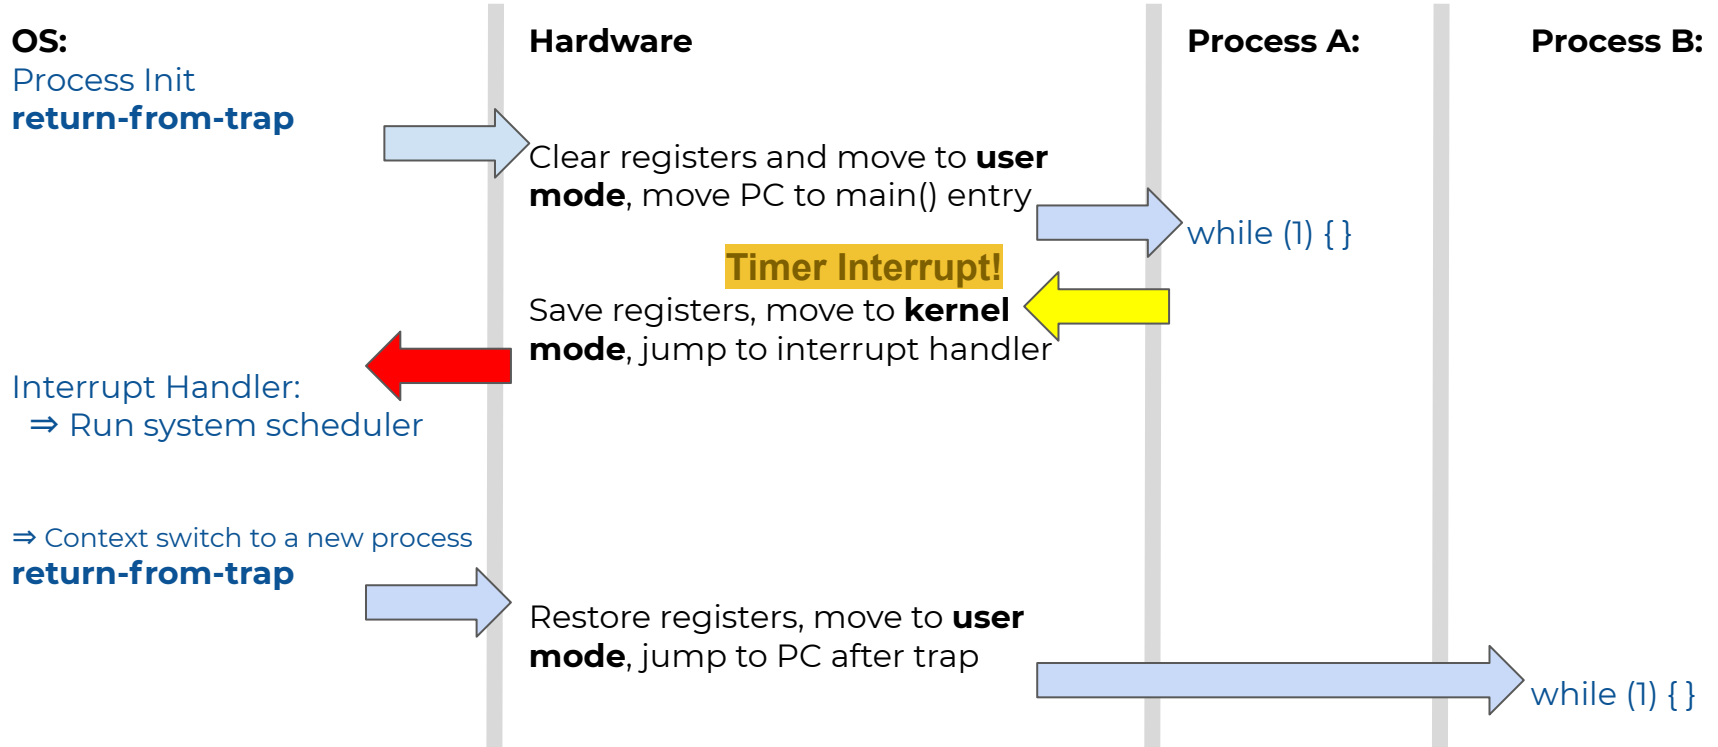 OS:
Hardware
Process A:
Process B:
Process Init
return-from-trap
Clear registers and move to user
mode, move PC to main() entry
while (1) { }
Timer Interrupt!
Save registers, move to kernel
mode, jump to interrupt handler
Interrupt Handler:
⇒ Run system scheduler
⇒ Context switch to a new process
return-from-trap
Restore registers, move to user
mode, jump to PC after trap
while (1) { }